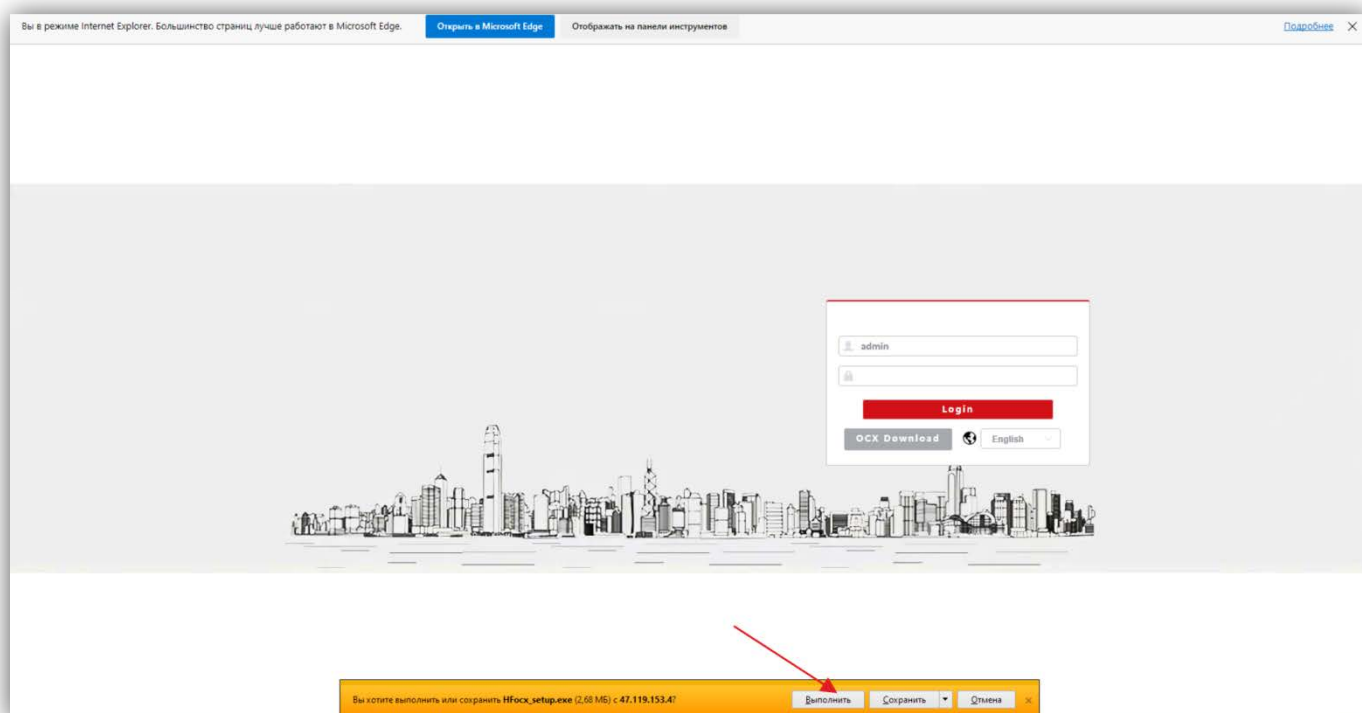 Вы в режиме Internet Explorer. Большинство страниц лучше работают в Microsoft Edge. Открыть в Microsoft Edge Отображать на панели инструментов Подробнее
admin
Login
OCX Download English
Вы хотите выполнить или сохранить HFocx_setup.exe (2,68 МБ) с 47.119.153.4? Выполнить Сохранить Отмена